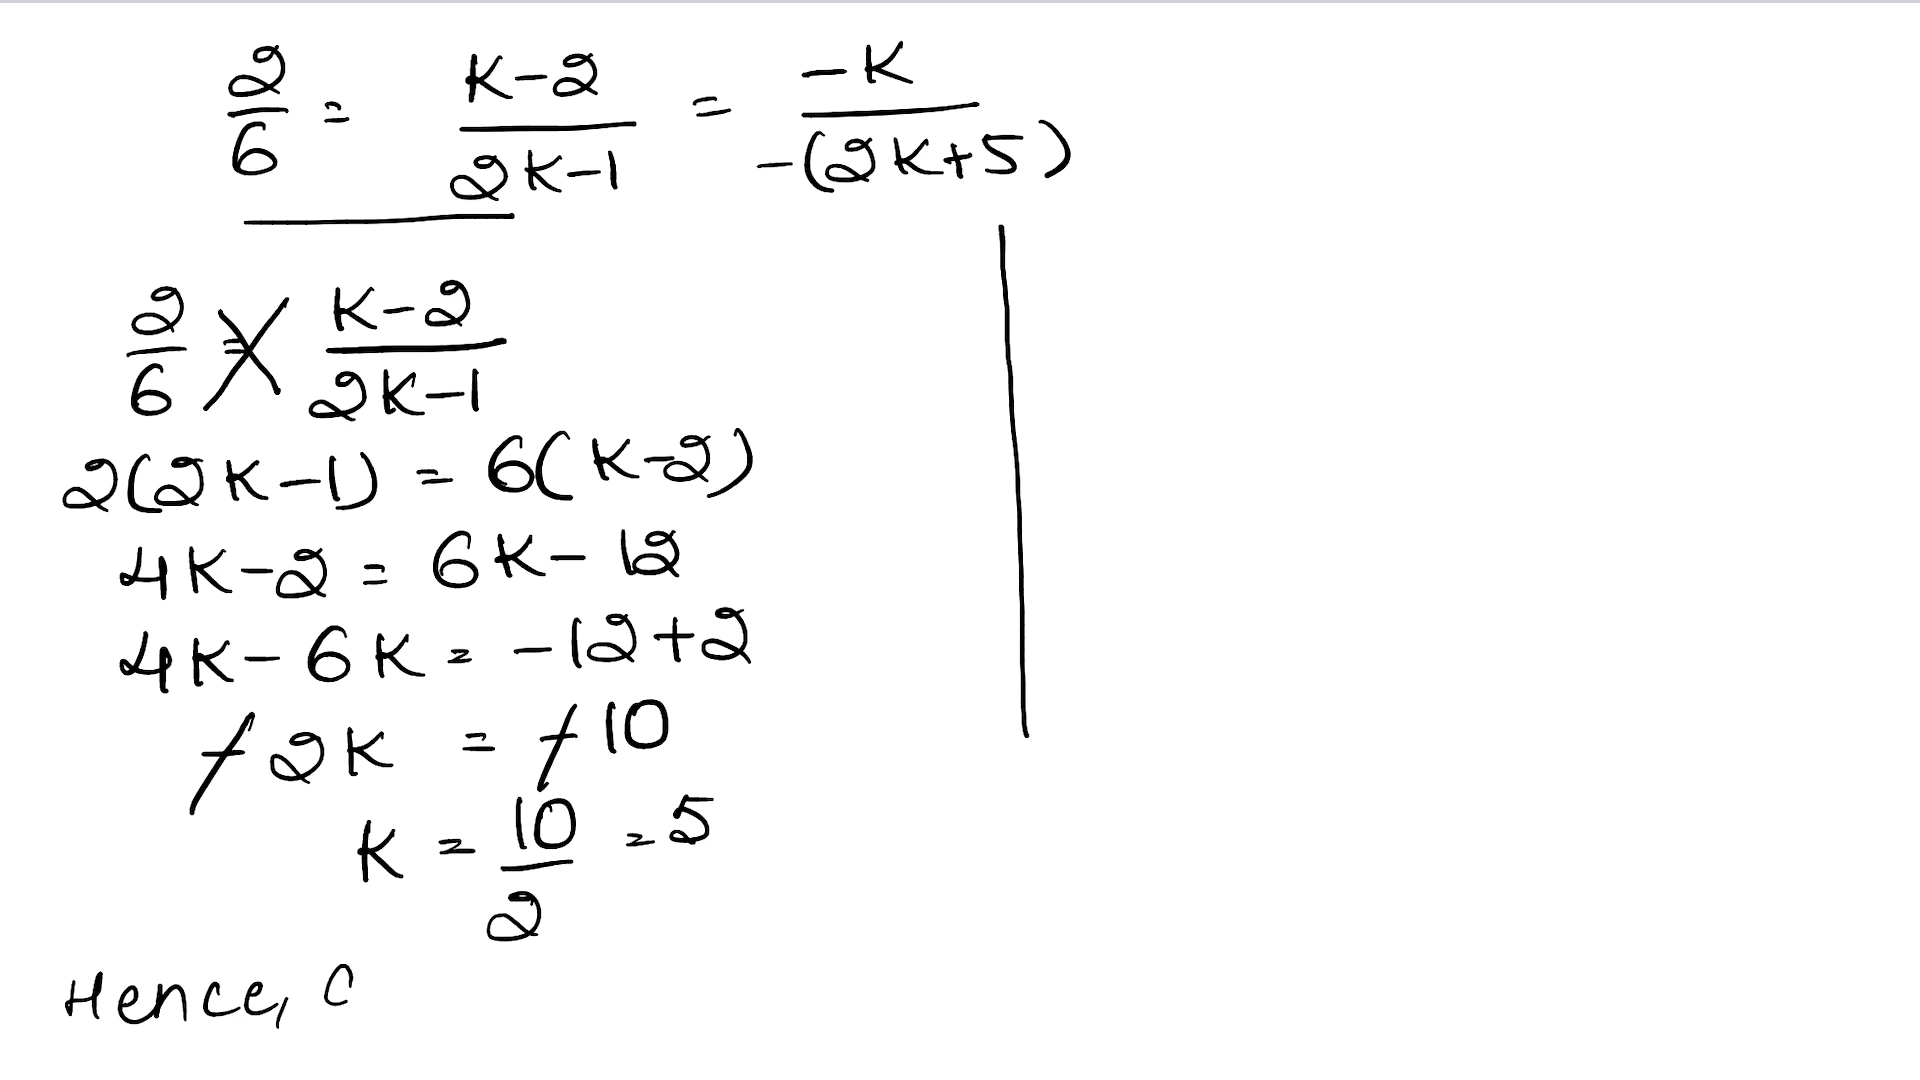 2/6 = K-2/2K-1 = -K/-(2K+5)
2/6 = K-2/2K-1
2(2K-1) = 6(K-2)
4K-2 = 6K-12
4K-6K = -12+2
-2K = -10
K = 10/2 = 5
Hence, C